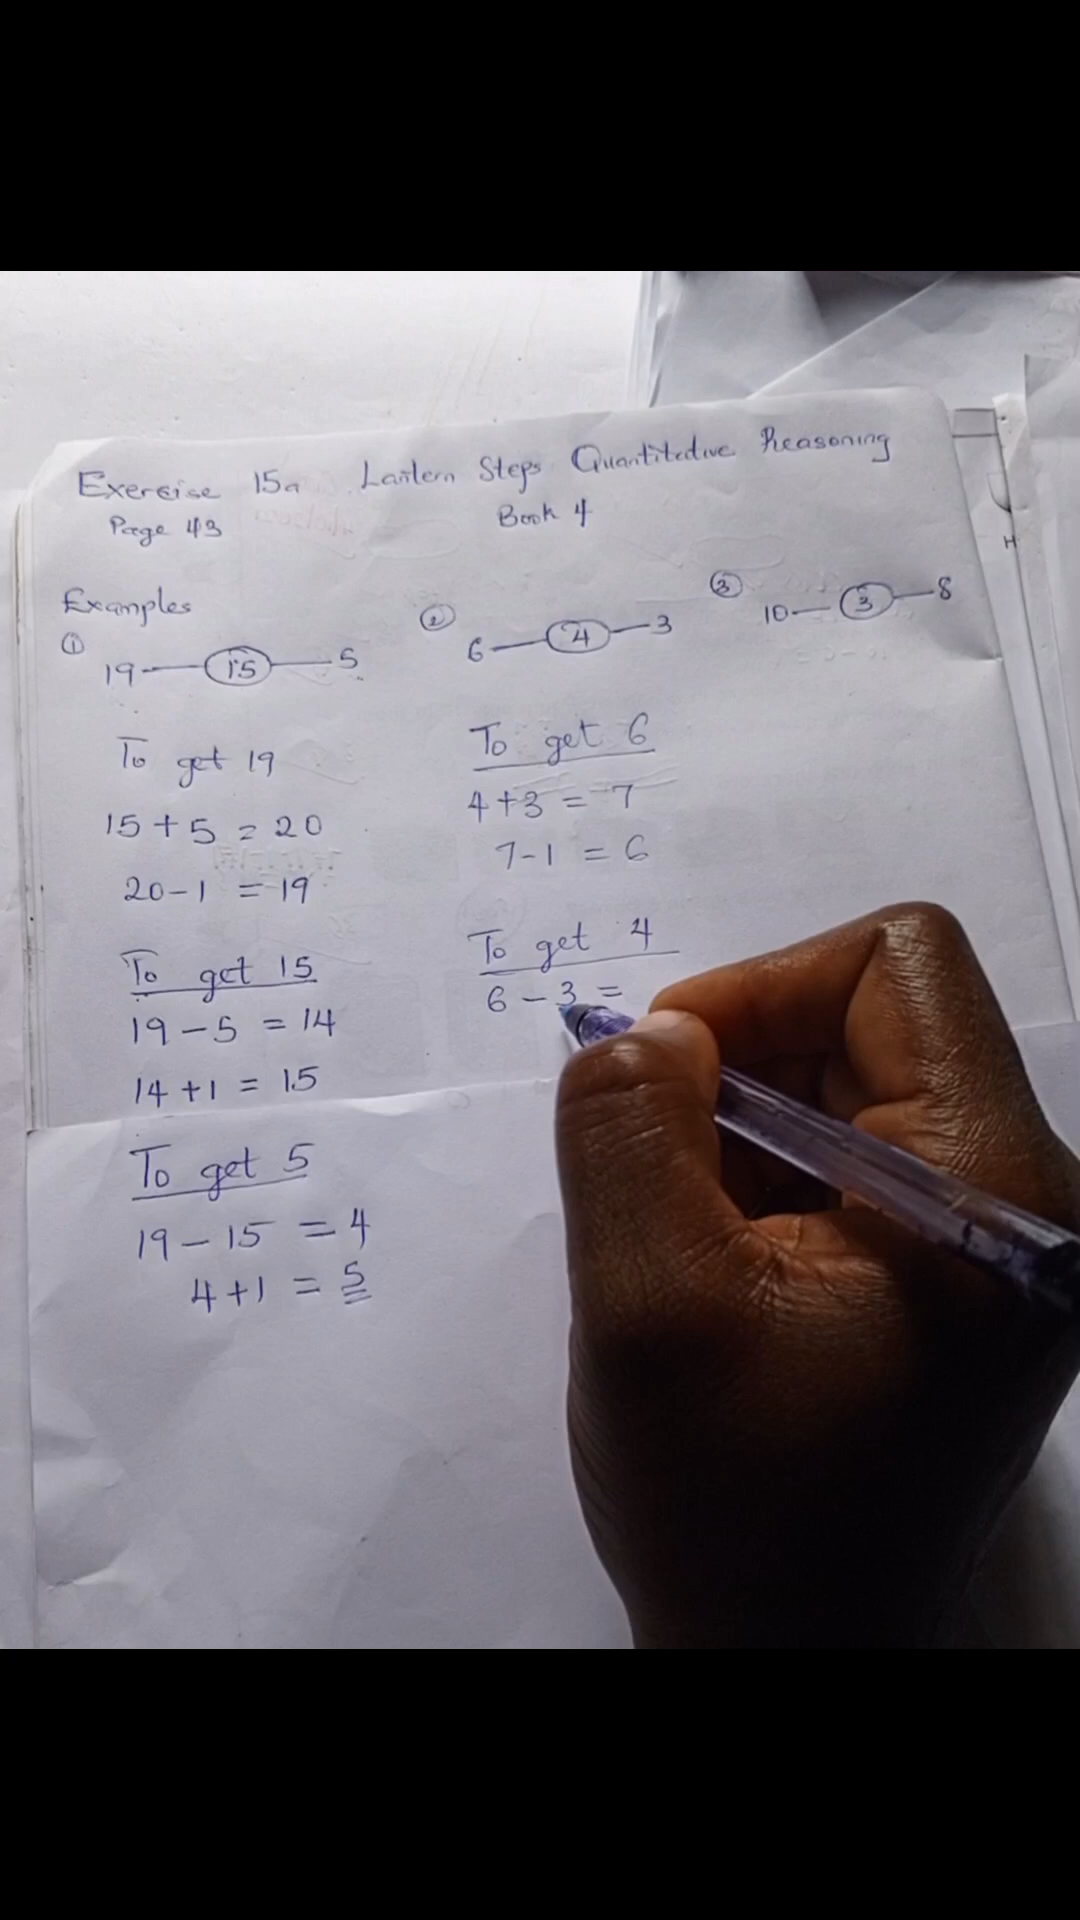 Exercise 15a Lantern Steps Quantitative Reasoning
Page 43 Book 4
Examples
①
19 15 5
To get 19
15 + 5 = 20
20 - 1 = 19
To get 15
19 - 5 = 14
14 + 1 = 15
To get 5
19 - 15 = 4
4 + 1 = 5
②
6 4 3
To get 6
4 + 3 = 7
7 - 1 = 6
To get 4
6 - 3 =
③
10 3 8
H